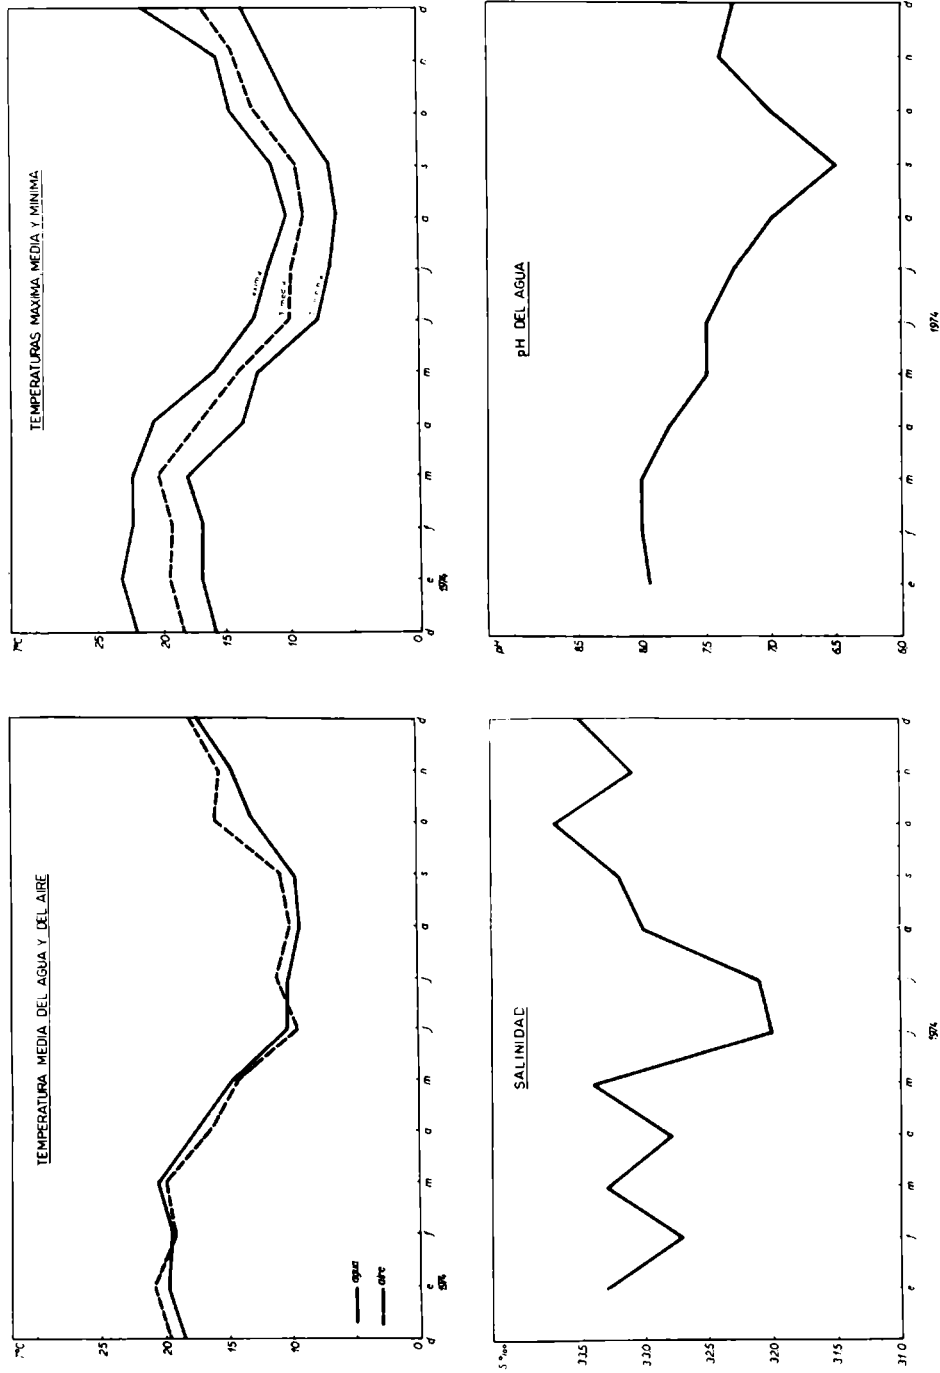 TEMPERATURA MEDIA DEL AGUA Y DEL AIRE
T°C
25
20
15
10
0
agua
aire
d e f m a m j j a s o n d
1974
TEMPERATURAS MAXIMA, MEDIA Y MINIMA
T°C
25
20
15
10
0
media
d e f m a m j j a s o n d
1974
SALINIDAD
S ‰
33.5
33.0
32.5
32.0
31.5
31.0
e f m a m j j a s o n d
1974
pH DEL AGUA
pH
8.5
8.0
7.5
7.0
6.5
6.0
e f m a m j j a s o n d
1974